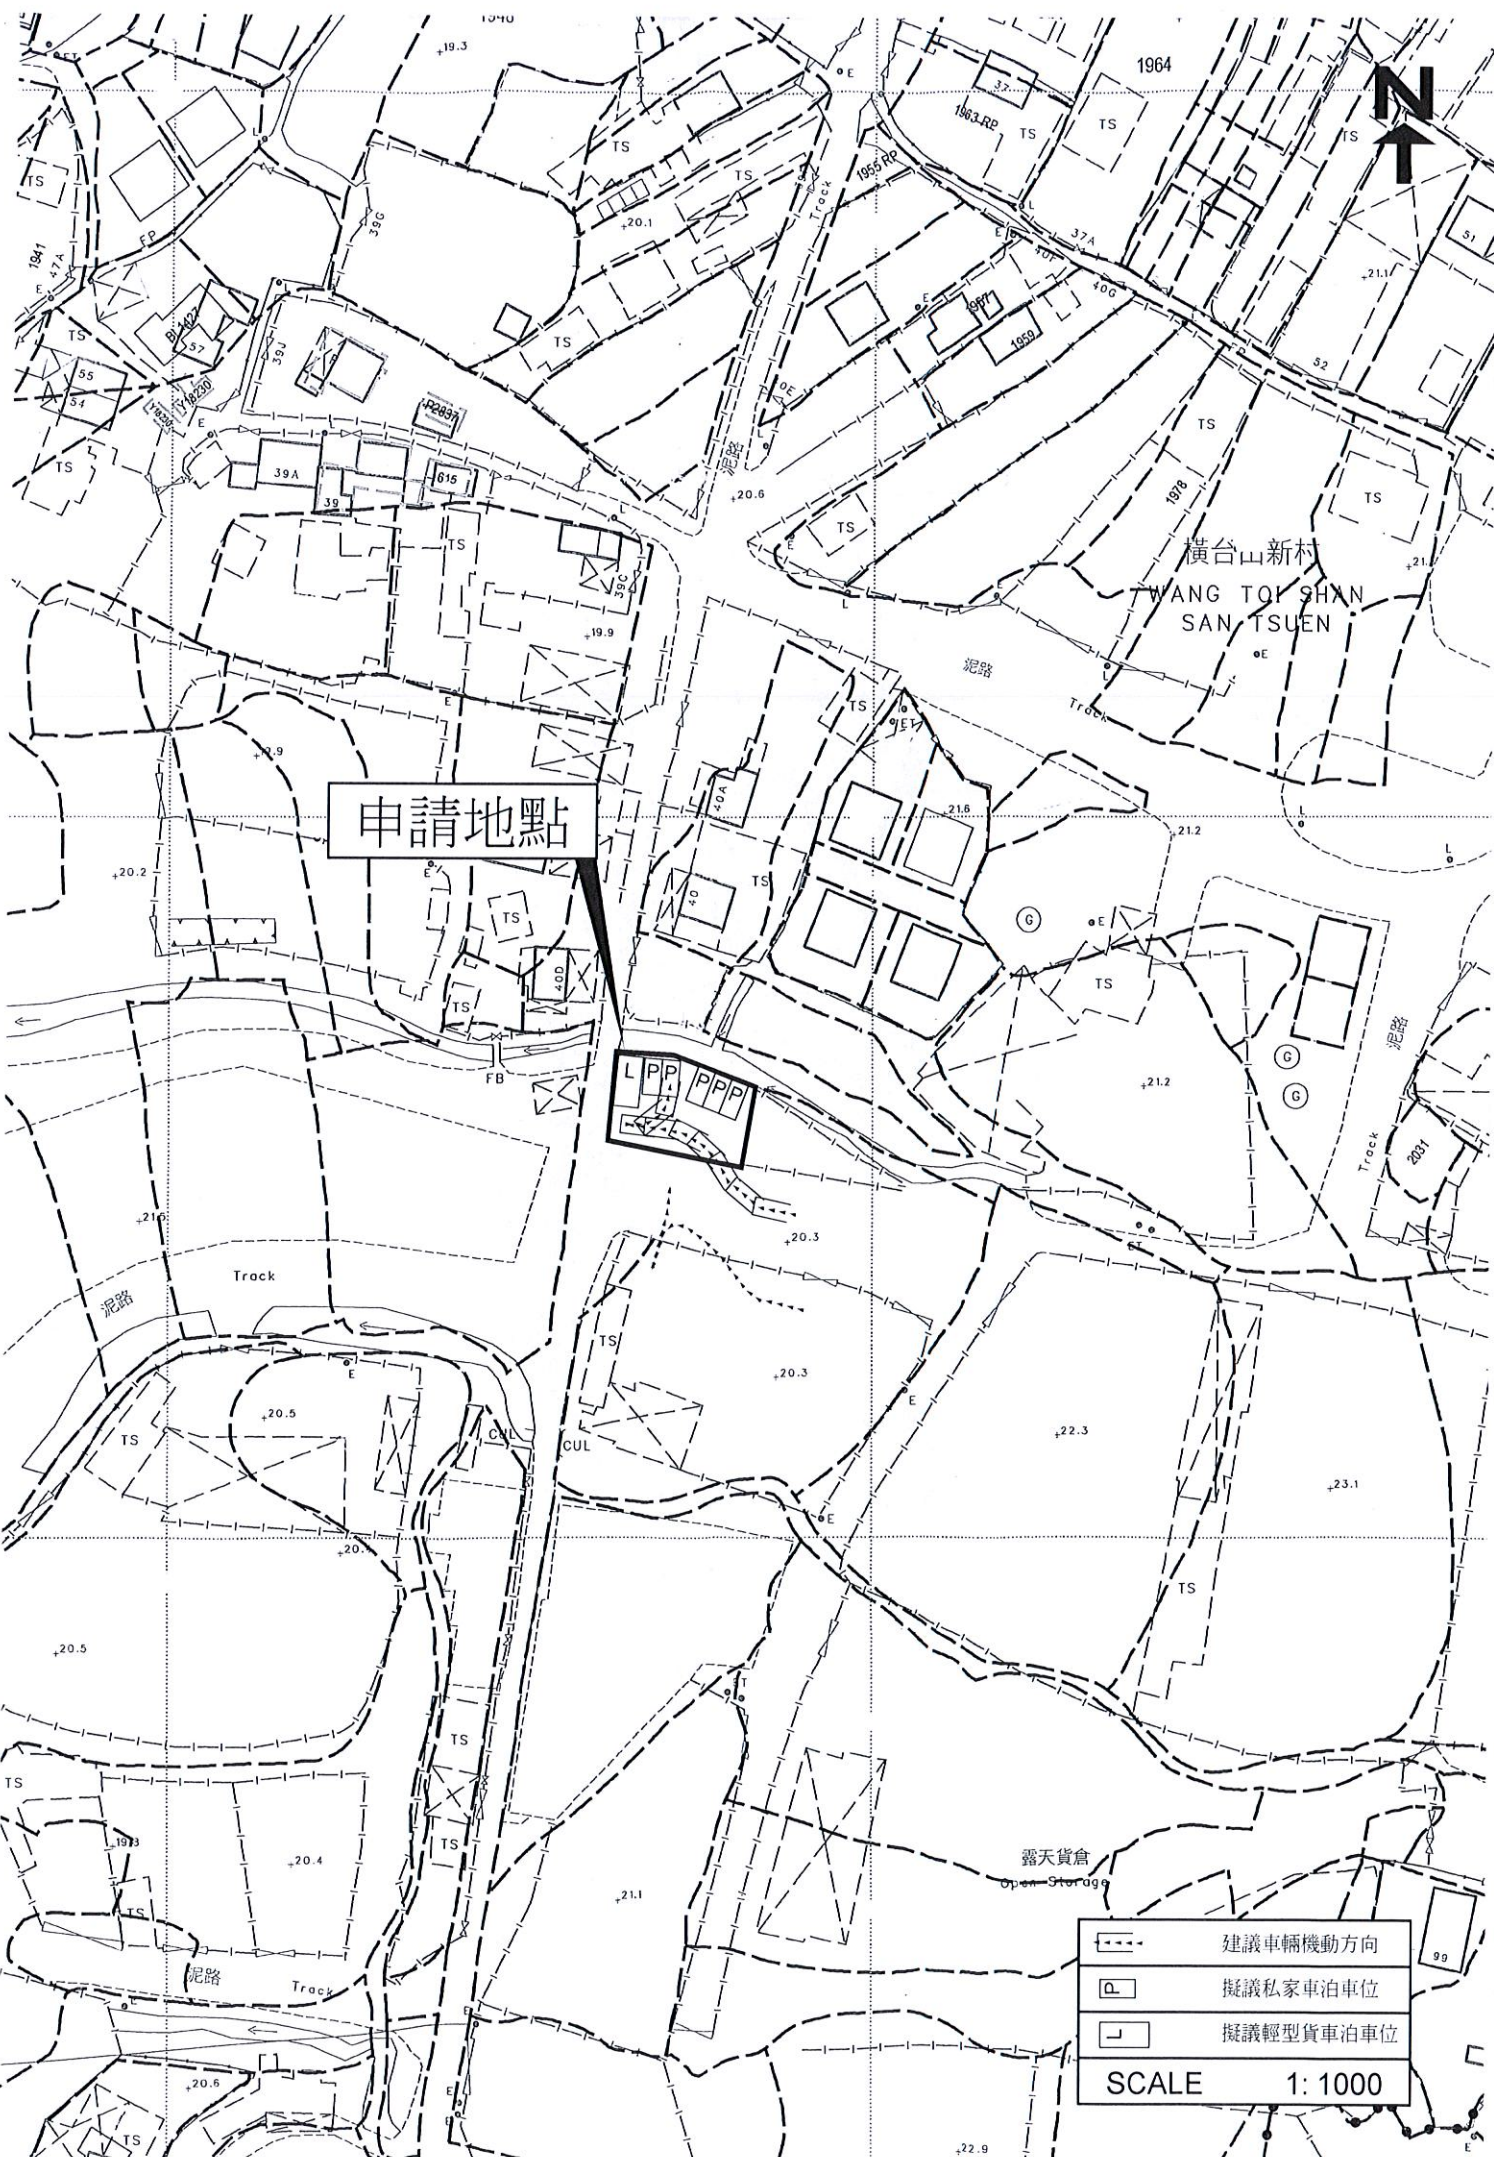 1964
N
+19.3
E
37
1963 RP
TS
TS
TS
TS
TS
TS
L
1955 RP
Track
+20.1
39G
FP
L
E
37A
40F
40G
51
+21.1
1941
47A
E
TS
57
39J
TS
E
1967
1959
52
55
54
Y18230
E
L
泥路
TS
TS
39A
39
615
L
+20.6
1978
TS
TS
TS
E
橫台山新村
WANG TOI SHAN
SAN TSUEN
E
39C
+19.9
L
泥路
Track
E
L
TS
ET
40A
+21.6
+21.2
L
L
申請地點
+20.2
E
TS
40
TS
G
E
TS
40D
TS
泥路
FB
L P P P P P
+21.2
G
G
Track
2031
+20.3
ET
Track
泥路
TS
+20.3
E
E
+20.5
TS
CUL
CUL
+22.3
+23.1
E
TS
+20.5
TS
TS
TS
TS
+20.4
+21.1
露天貨倉
Open Storage
泥路
Track
E
99
+20.6
TS
E
+22.9
E
建議車輛機動方向
P 擬議私家車泊車位
L 擬議輕型貨車泊車位
SCALE 1: 1000